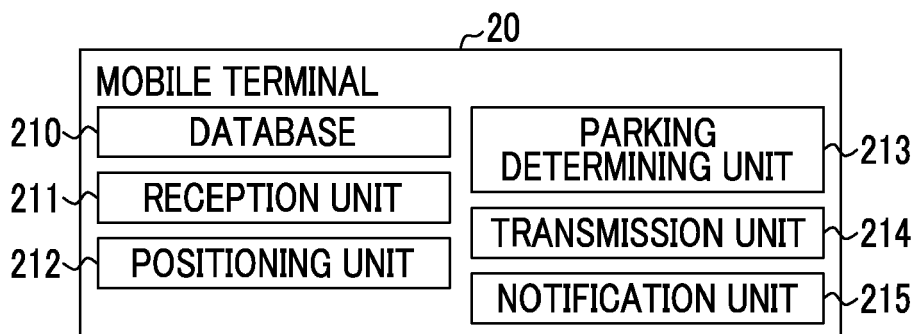 20
MOBILE TERMINAL
210
DATABASE
211
RECEPTION UNIT
212
POSITIONING UNIT
PARKING
DETERMINING UNIT
213
TRANSMISSION UNIT
214
NOTIFICATION UNIT
215